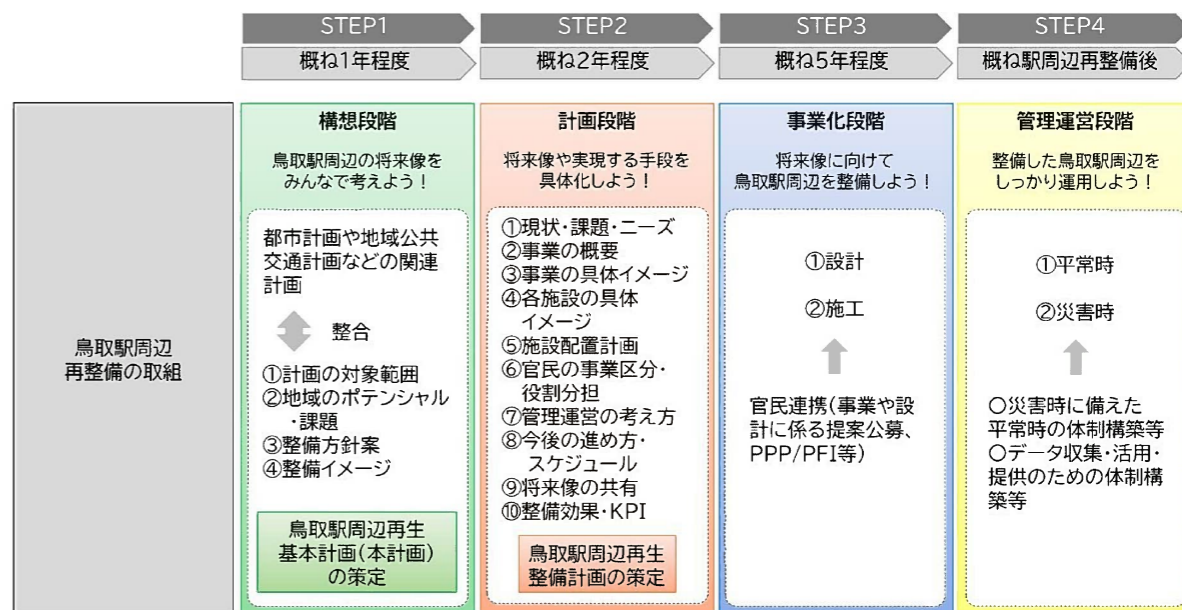 STEP1
STEP2
STEP3
STEP4
概ね1年程度
概ね2年程度
概ね5年程度
概ね駅周辺再整備後
鳥取駅周辺
再整備の取組
構想段階
鳥取駅周辺の将来像を
みんなで考えよう！
都市計画や地域公共
交通計画などの関連
計画
整合
①計画の対象範囲
②地域のポテンシャル
・課題
③整備方針案
④整備イメージ
鳥取駅周辺再生
基本計画(本計画)
の策定
計画段階
将来像や実現する手段を
具体化しよう！
①現状・課題・ニーズ
②事業の概要
③事業の具体イメージ
④各施設の具体
イメージ
⑤施設配置計画
⑥官民の事業区分・
役割分担
⑦管理運営の考え方
⑧今後の進め方・
スケジュール
⑨将来像の共有
⑩整備効果・KPI
鳥取駅周辺再生
整備計画の策定
事業化段階
将来像に向けて
鳥取駅周辺を整備しよう！
①設計
②施工
官民連携(事業や設
計に係る提案公募、
PPP/PFI等)
管理運営段階
整備した鳥取駅周辺を
しっかり運用しよう！
①平常時
②災害時
〇災害時に備えた
平常時の体制構築等
〇データ収集・活用・
提供のための体制構
築等